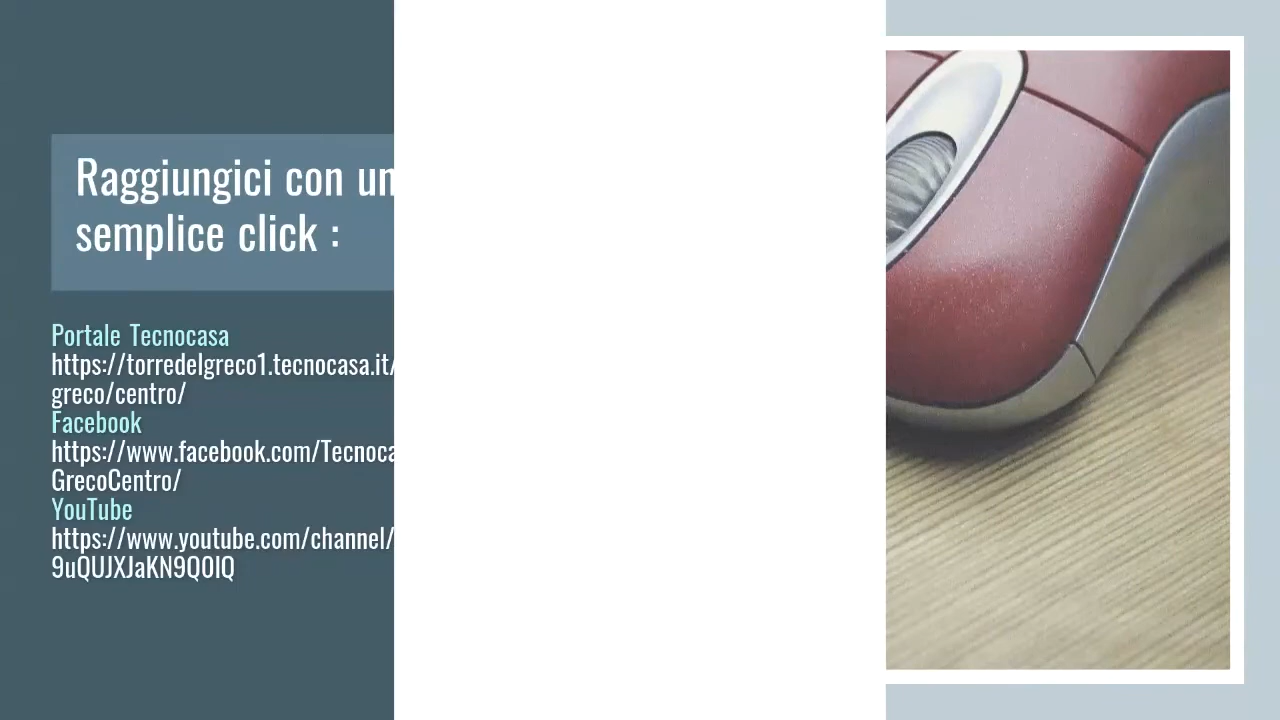 Raggiungici con un
semplice click :
Portale Tecnocasa
https://torredelgreco1.tecnocasa.it/
greco/centro/
Facebook
https://www.facebook.com/Tecnoca
GrecoCentro/
YouTube
https://www.youtube.com/channel/
9uQUJXJaKN9Q0IQ